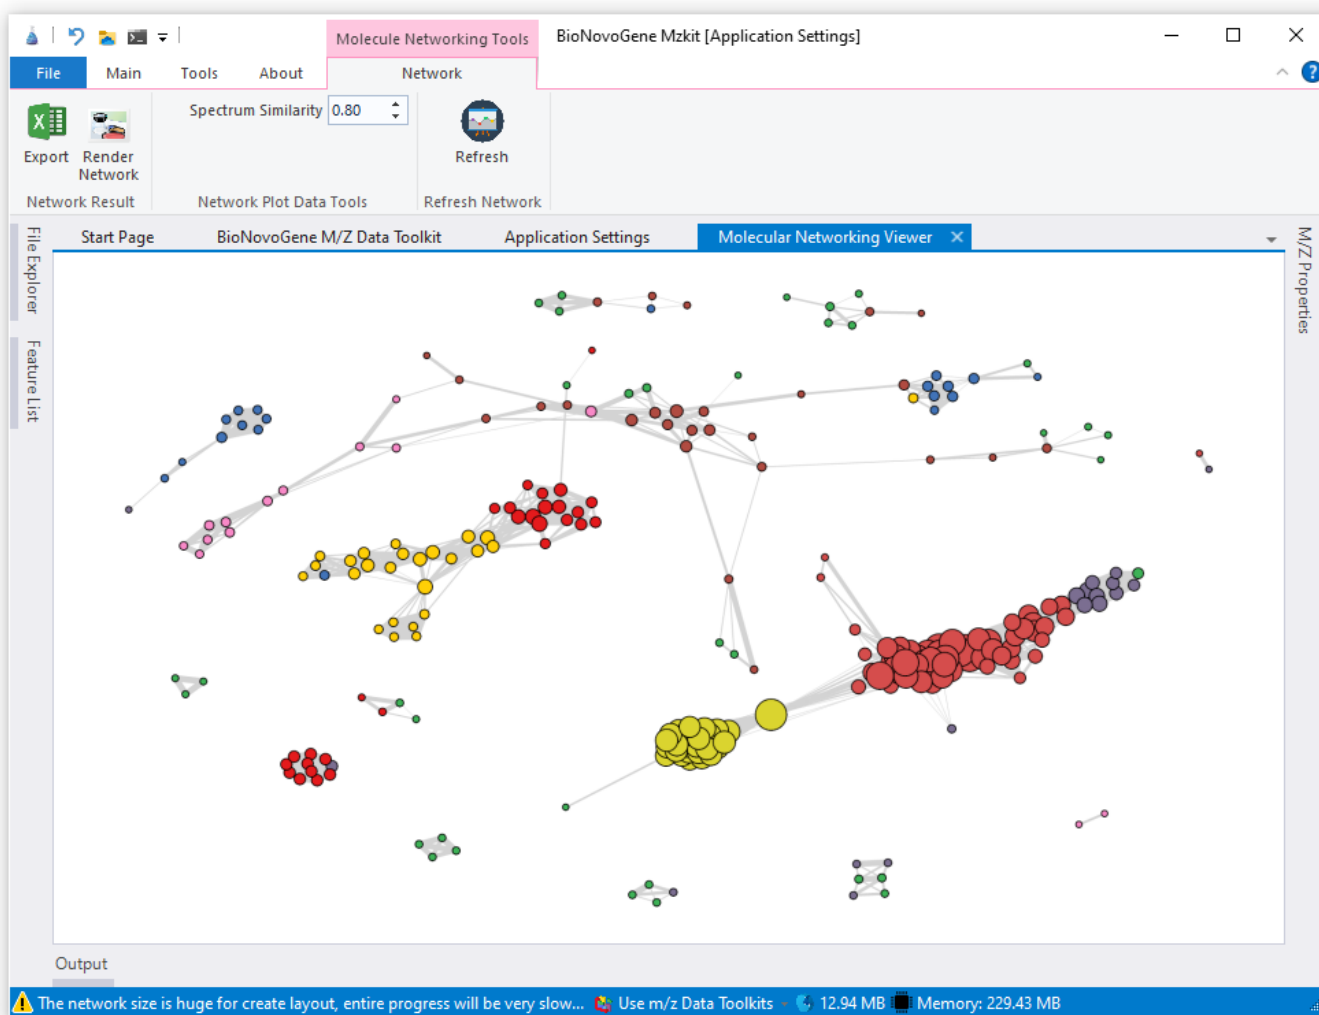 Molecule Networking Tools
BioNovoGene Mzkit [Application Settings]
File
Main
Tools
About
Network
?
Spectrum Similarity 0.80
Export
Render
Network
Refresh
Network Result
Network Plot Data Tools
Refresh Network
File Explorer
Feature List
Start Page
BioNovoGene M/Z Data Toolkit
Application Settings
Molecular Networking Viewer
M/Z Properties
Output
The network size is huge for create layout, entire progress will be very slow...
Use m/z Data Toolkits
12.94 MB
Memory: 229.43 MB